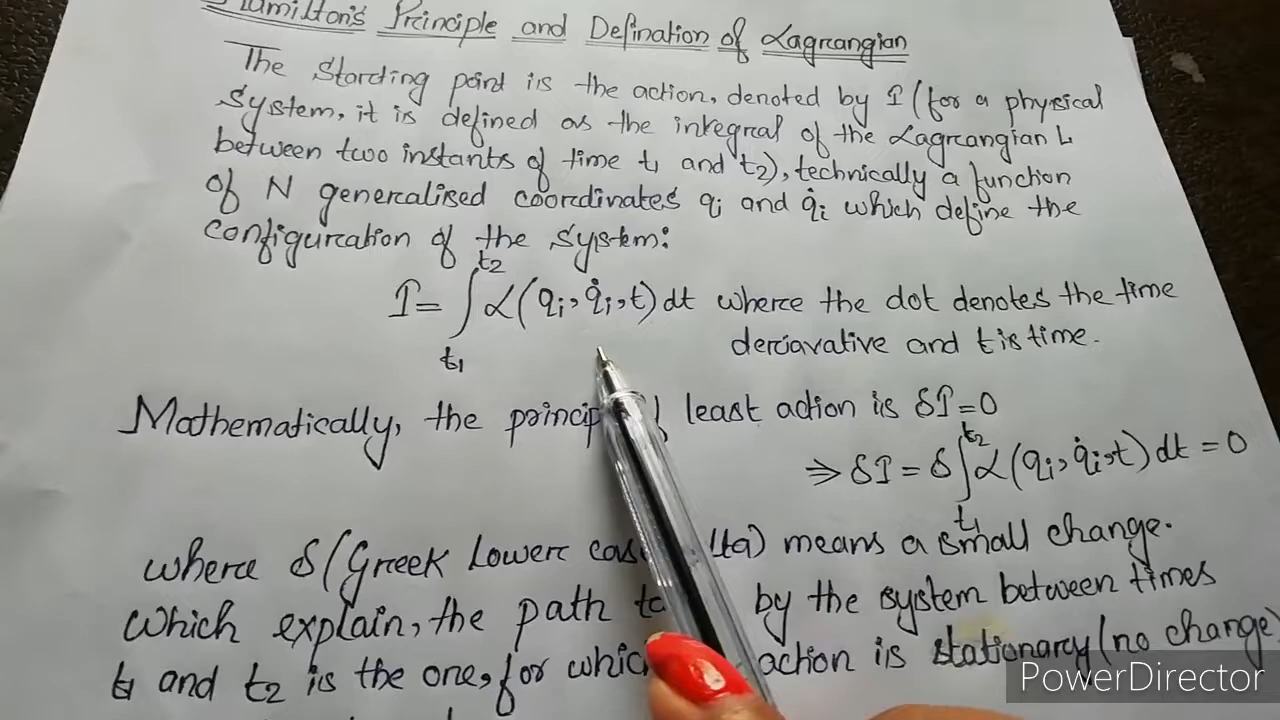 Hamilton's Principle and Defination of Lagrangian
The Starting point is the action, denoted by I (for a physical
system, it is defined as the integral of the Lagrangian L
between two instants of time t1 and t2), technically a function
of N generalised coordinates qi and q̇i which define the
configuration of the system:
I = ∫_{t1}^{t2} L(qi, q̇i, t) dt where the dot denotes the time
deriavative and t is time.
Mathematically, the least action is δI=0
⇒ δI = δ∫_{t1}^{t2} L(qi, q̇i, t) dt = 0
where δ (Greek Lower means a small change.
Which explain, the path by the system between times
t1 and t2 is the one, for action is stationary (no change)
PowerDirector